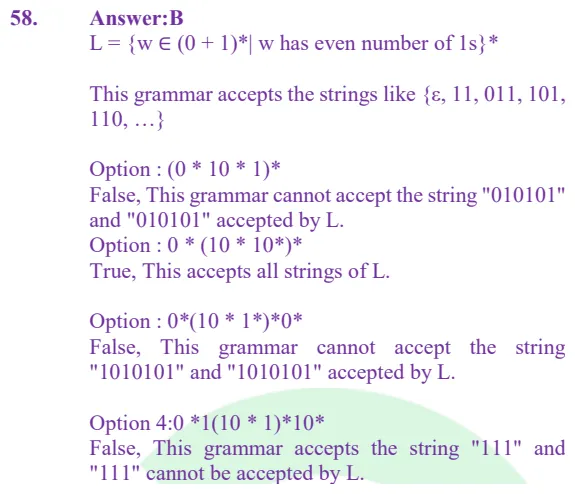 58. Answer:B
L = {w ∈ (0 + 1)*| w has even number of 1s}*
This grammar accepts the strings like {ε, 11, 011, 101,
110, …}
Option : (0 * 10 * 1)*
False, This grammar cannot accept the string "010101"
and "010101" accepted by L.
Option : 0 * (10 * 10*)*
True, This accepts all strings of L.
Option : 0*(10 * 1*)*0*
False, This grammar cannot accept the string
"1010101" and "1010101" accepted by L.
Option 4:0 *1(10 * 1)*10*
False, This grammar accepts the string "111" and
"111" cannot be accepted by L.